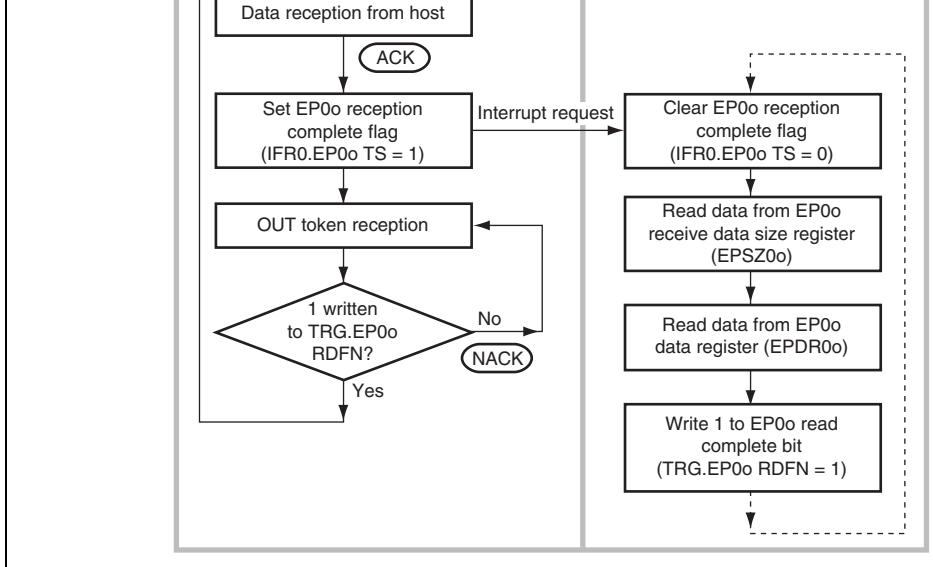 Data reception from host
ACK
Set EP0o reception
complete flag
(IFR0.EP0o TS = 1)
Interrupt request
Clear EP0o reception
complete flag
(IFR0.EP0o TS = 0)
OUT token reception
Read data from EP0o
receive data size register
(EPSZ0o)
1 written
to TRG.EP0o
RDFN?
No
NACK
Yes
Read data from EP0o
data register (EPDR0o)
Write 1 to EP0o read
complete bit
(TRG.EP0o RDFN = 1)